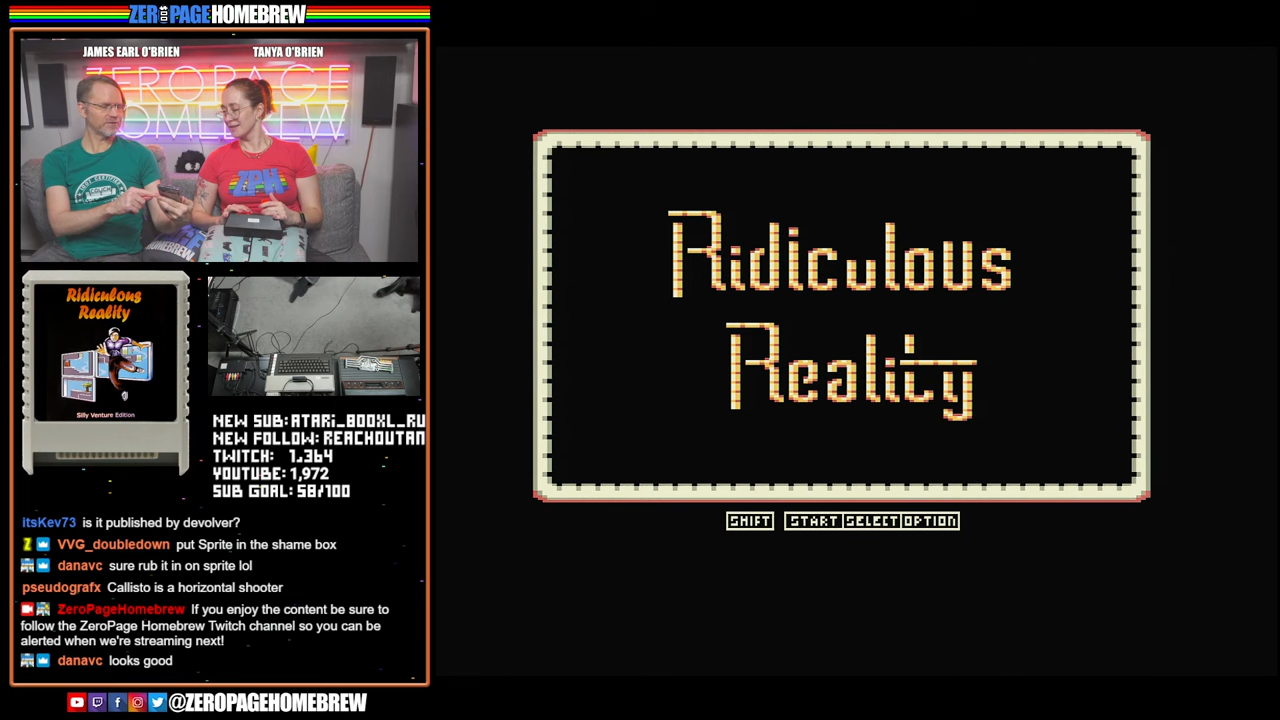 ZEROPAGE HOMEBREW
JAMES EARL O'BRIEN
TANYA O'BRIEN
ZEROPAGE
HOMEBREW
ZPH
Ridiculous
Reality
Silly Venture Edition
NEW SUB: ATARI_800XL_RU
NEW FOLLOW: REACHOUTAN
TWITCH: 1,364
YOUTUBE: 1,972
SUB GOAL: 58/100
itsKev73 is it published by devolver?
VVG_doubledown put Sprite in the shame box
danavc sure rub it in on sprite lol
pseudografx Callisto is a horizontal shooter
ZeroPageHomebrew If you enjoy the content be sure to
follow the ZeroPage Homebrew Twitch channel so you can be
alerted when we're streaming next!
danavc looks good
@ZEROPAGEHOMEBREW
Ridiculous
Reality
SHIFT START SELECT OPTION